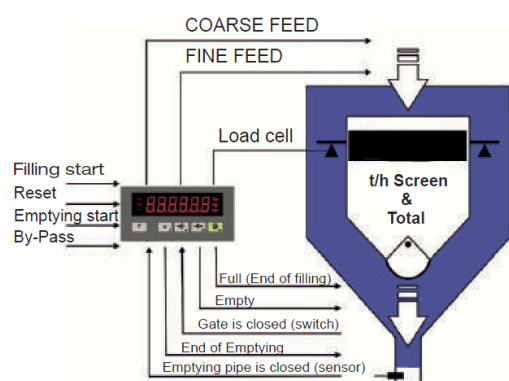 COARSE FEED
FINE FEED
Load cell
Filling start
Reset
Emptying start
By-Pass
t/h Screen
&
Total
Full (End of filling)
Empty
Gate is closed (switch)
End of Emptying
Emptying pipe is closed (sensor)